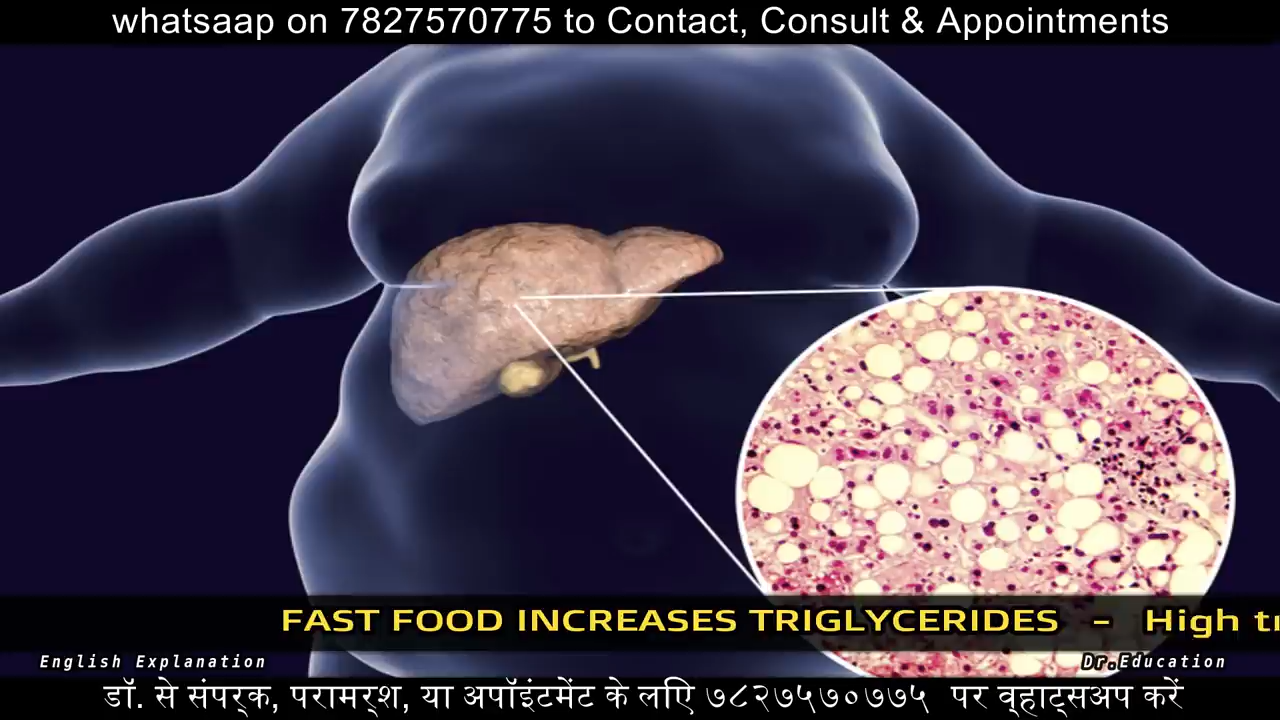 whatsaap on 7827570775 to Contact, Consult & Appointments
FAST FOOD INCREASES TRIGLYCERIDES - High
English Explanation
Dr.Education
डॉ. से संपर्क, परामर्श, या अपॉइंटमेंट के लिए ७८२७५७०७७५ पर व्हाट्सअप करें